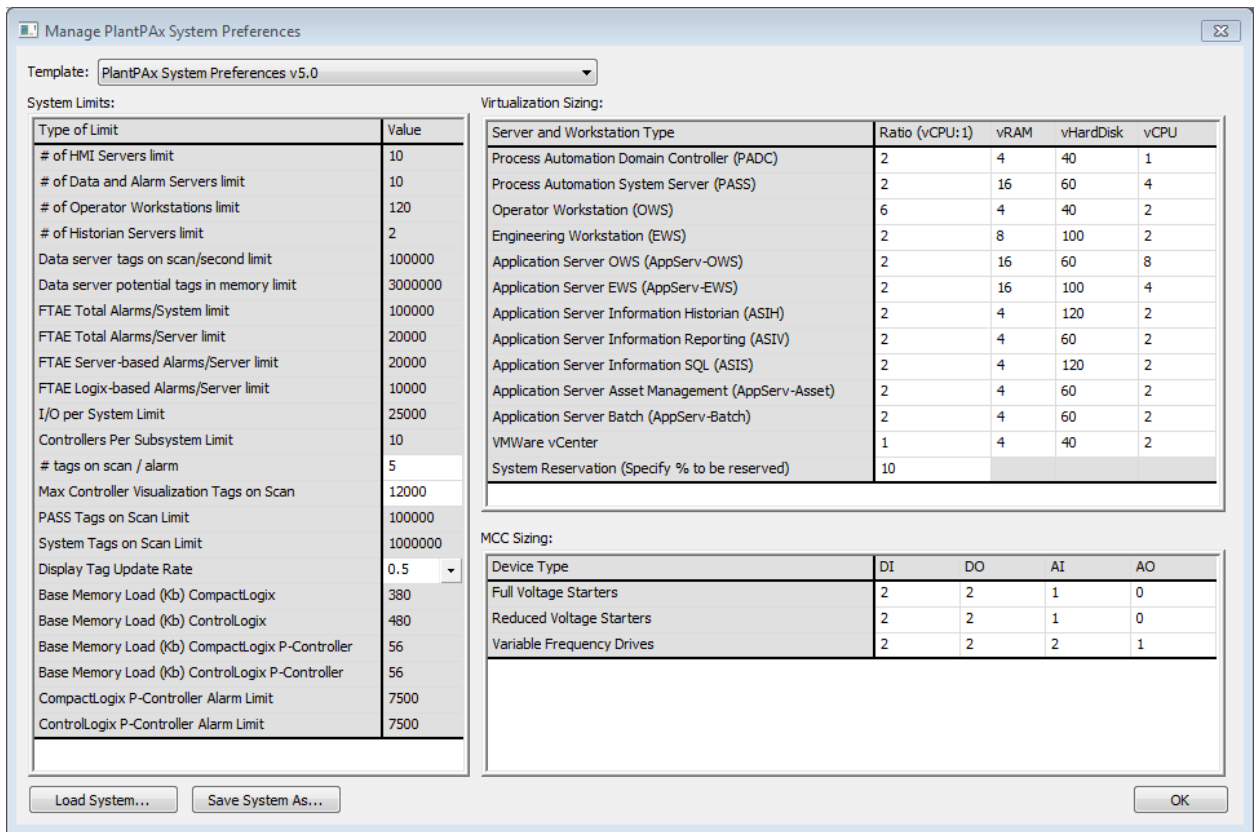 Manage PlantPAx System Preferences
Template: PlantPAx System Preferences v5.0
System Limits:
Type of Limit Value
# of HMI Servers limit 10
# of Data and Alarm Servers limit 10
# of Operator Workstations limit 120
# of Historian Servers limit 2
Data server tags on scan/second limit 100000
Data server potential tags in memory limit 3000000
FTAE Total Alarms/System limit 100000
FTAE Total Alarms/Server limit 20000
FTAE Server-based Alarms/Server limit 20000
FTAE Logix-based Alarms/Server limit 10000
I/O per System Limit 25000
Controllers Per Subsystem Limit 10
# tags on scan / alarm 5
Max Controller Visualization Tags on Scan 12000
PASS Tags on Scan Limit 100000
System Tags on Scan Limit 1000000
Display Tag Update Rate 0.5
Base Memory Load (Kb) CompactLogix 380
Base Memory Load (Kb) ControlLogix 480
Base Memory Load (Kb) CompactLogix P-Controller 56
Base Memory Load (Kb) ControlLogix P-Controller 56
CompactLogix P-Controller Alarm Limit 7500
ControlLogix P-Controller Alarm Limit 7500
Virtualization Sizing:
Server and Workstation Type Ratio (vCPU:1) vRAM vHardDisk vCPU
Process Automation Domain Controller (PADC) 2 4 40 1
Process Automation System Server (PASS) 2 16 60 4
Operator Workstation (OWS) 6 4 40 2
Engineering Workstation (EWS) 2 8 100 2
Application Server OWS (AppServ-OWS) 2 16 60 8
Application Server EWS (AppServ-EWS) 2 16 100 4
Application Server Information Historian (ASIH) 2 4 120 2
Application Server Information Reporting (ASIV) 2 4 60 2
Application Server Information SQL (ASIS) 2 4 120 2
Application Server Asset Management (AppServ-Asset) 2 4 60 2
Application Server Batch (AppServ-Batch) 2 4 60 2
VMWare vCenter 1 4 40 2
System Reservation (Specify % to be reserved) 10
MCC Sizing:
Device Type DI DO AI AO
Full Voltage Starters 2 2 1 0
Reduced Voltage Starters 2 2 1 0
Variable Frequency Drives 2 2 2 1
Load System... Save System As... OK